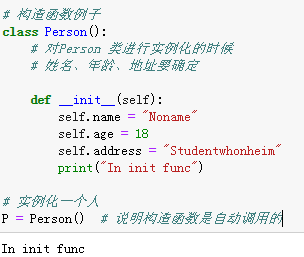 # 构造函数例子
class Person():
    # 对Person 类进行实例化的时候
    # 姓名、年龄、地址要确定
    def __init__(self):
        self.name = "Noname"
        self.age = 18
        self.address = "Studentwhonheim"
        print("In init func")
# 实例化一个人
P = Person()  # 说明构造函数是自动调用的
In init func